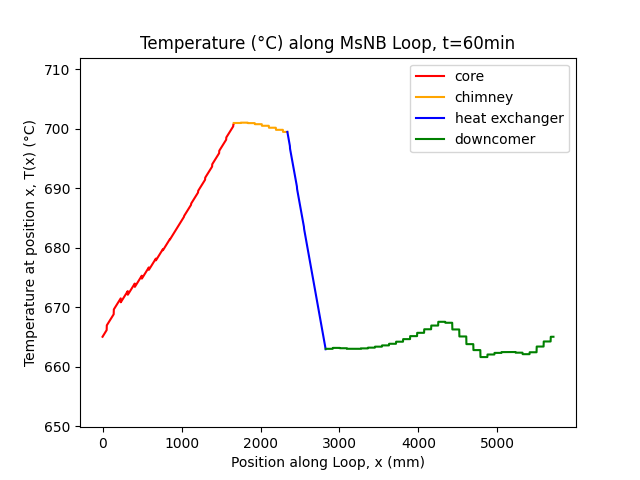 Temperature (°C) along MsNB Loop, t=60min
Temperature at position x, T(x) (°C)
710
700
690
680
670
660
650
core
chimney
heat exchanger
downcomer
0 1000 2000 3000 4000 5000
Position along Loop, x (mm)